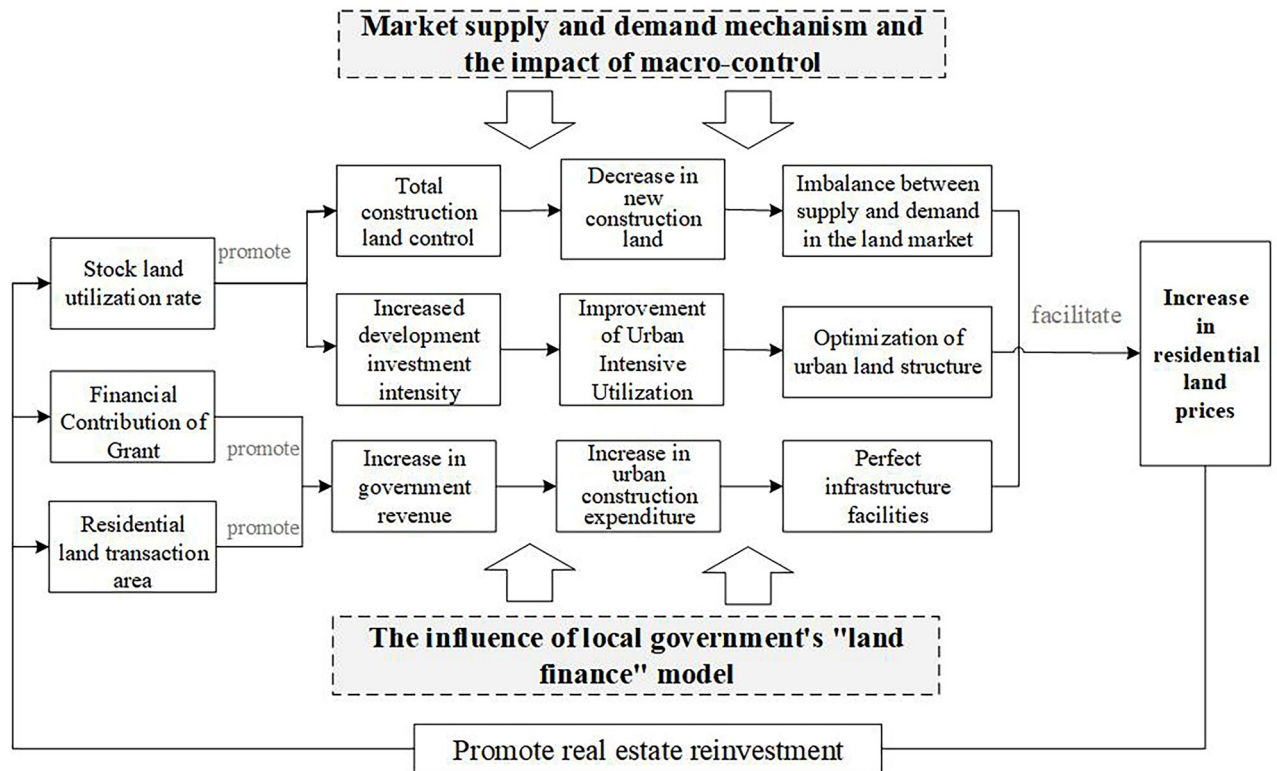 Market supply and demand mechanism and
the impact of macro-control
Total
construction
land control
Decrease in
new
construction
land
Imbalance between
supply and demand
in the land market
Stock land
utilization rate
promote
Increased
development
investment
intensity
Improvement
of Urban
Intensive
Utilization
Optimization of
urban land structure
facilitate
Increase
in
residential
land
prices
Financial
Contribution of
Grant
promote
Increase in
government
revenue
Increase in
urban
construction
expenditure
Perfect
infrastructure
facilities
Residential
land transaction
area
promote
The influence of local government's "land
finance" model
Promote real estate reinvestment